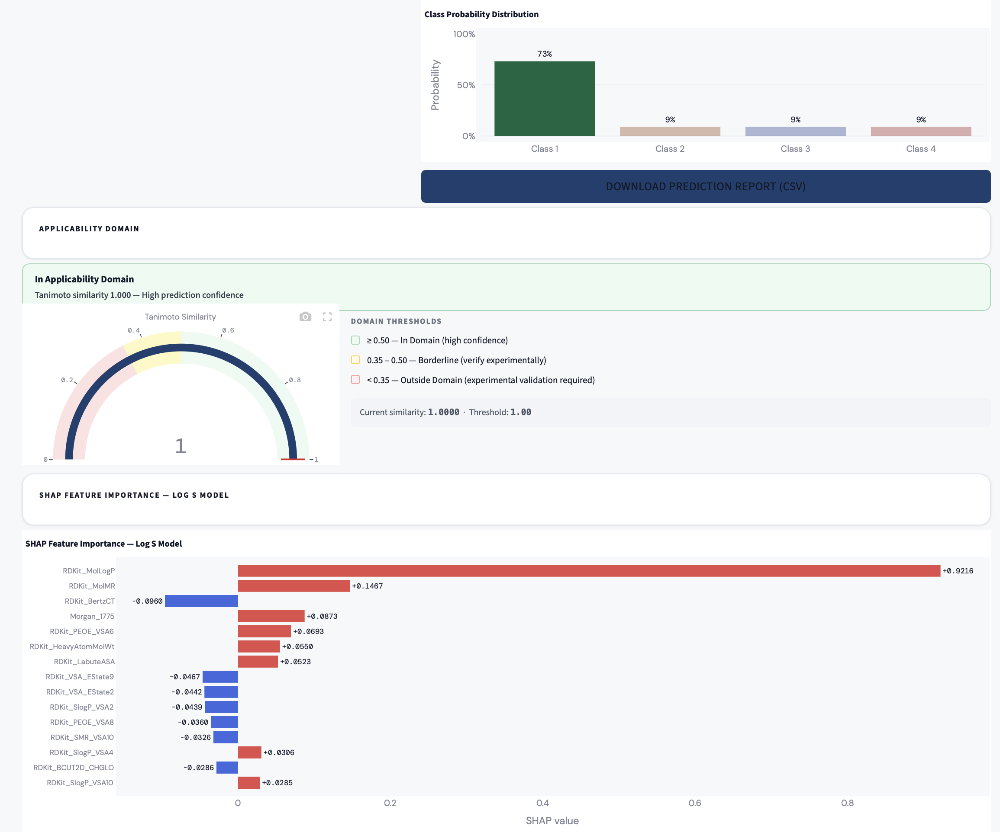 Class Probability Distribution
100%
50%
0%
Probability
73%
9%
9%
9%
Class 1
Class 2
Class 3
Class 4
DOWNLOAD PREDICTION REPORT (CSV)
APPLICABILITY DOMAIN
In Applicability Domain
Tanimoto similarity 1.000 — High prediction confidence
Tanimoto Similarity
0
0.2
0.4
0.6
0.8
1
1
DOMAIN THRESHOLDS
≥ 0.50 — In Domain (high confidence)
0.35 – 0.50 — Borderline (verify experimentally)
< 0.35 — Outside Domain (experimental validation required)
Current similarity: 1.0000 · Threshold: 1.00
SHAP FEATURE IMPORTANCE — LOG S MODEL
SHAP Feature Importance — Log S Model
RDKit_MolLogP +0.9216
RDKit_MolMR +0.1467
RDKit_BertzCT -0.0960
Morgan_1775 +0.0873
RDKit_PEOE_VSA6 +0.0693
RDKit_HeavyAtomMolWt +0.0550
RDKit_LabuteASA +0.0523
RDKit_VSA_EState9 -0.0467
RDKit_VSA_EState2 -0.0442
RDKit_SlogP_VSA2 -0.0439
RDKit_PEOE_VSA8 -0.0360
RDKit_SMR_VSA10 -0.0326
RDKit_SlogP_VSA4 +0.0306
RDKit_BCUT2D_CHGLO -0.0286
RDKit_SlogP_VSA10 +0.0285
0 0.2 0.4 0.6 0.8
SHAP value